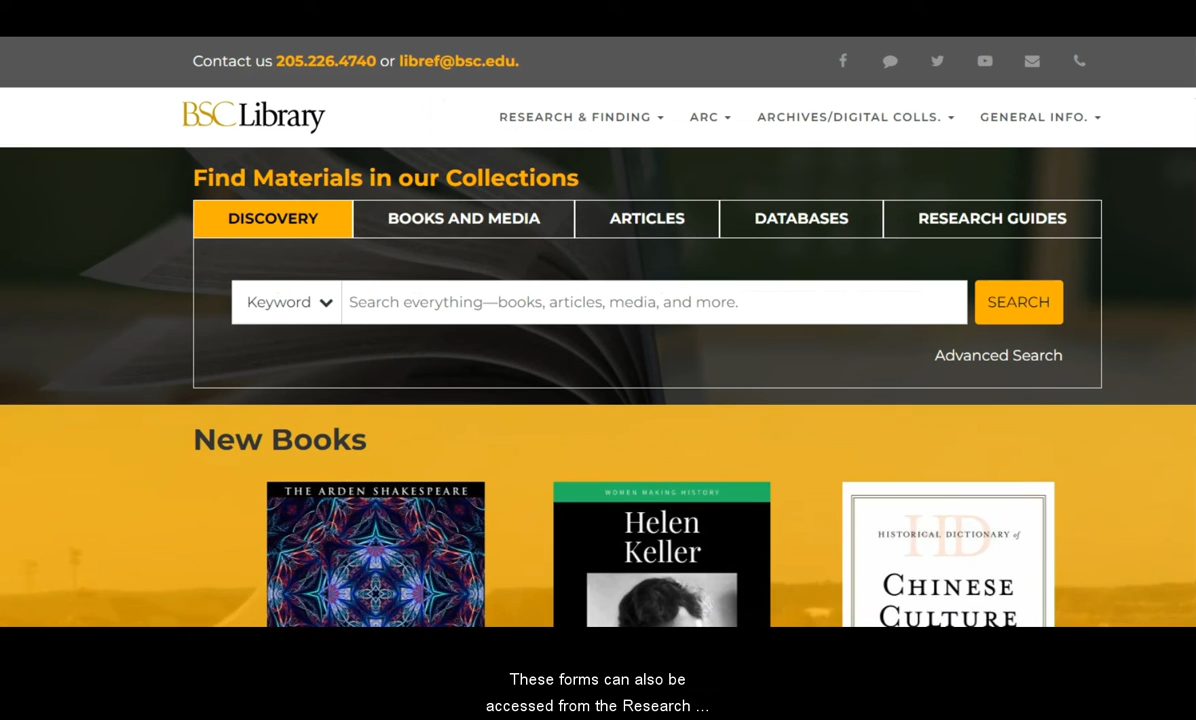 Contact us 205.226.4740 or libref@bsc.edu.
BSC Library
RESEARCH & FINDING ARC ARCHIVES/DIGITAL COLLS. GENERAL INFO.
Find Materials in our Collections
DISCOVERY BOOKS AND MEDIA ARTICLES DATABASES RESEARCH GUIDES
Keyword Search everything—books, articles, media, and more. SEARCH
Advanced Search
New Books
THE ARDEN SHAKESPEARE
WOMEN MAKING HISTORY
Helen
Keller
HD
HISTORICAL DICTIONARY of
CHINESE
CULTURE
These forms can also be
accessed from the Research ...